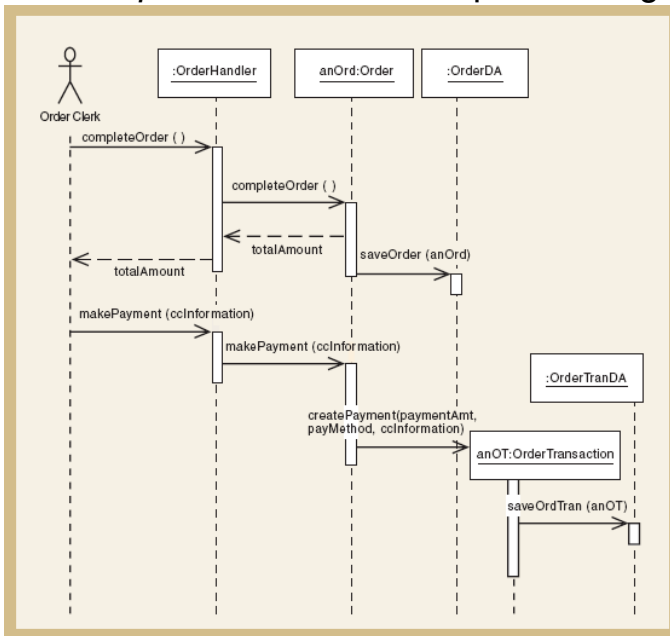 :OrderHandler
anOrd:Order
:OrderDA
Order Clerk
completeOrder ( )
completeOrder ( )
totalAmount
saveOrder (anOrd)
totalAmount
makePayment (ccInformation)
makePayment (ccInformation)
:OrderTranDA
createPayment(paymentAmt,
payMethod, ccInformation)
anOT:OrderTransaction
saveOrdTran (anOT)